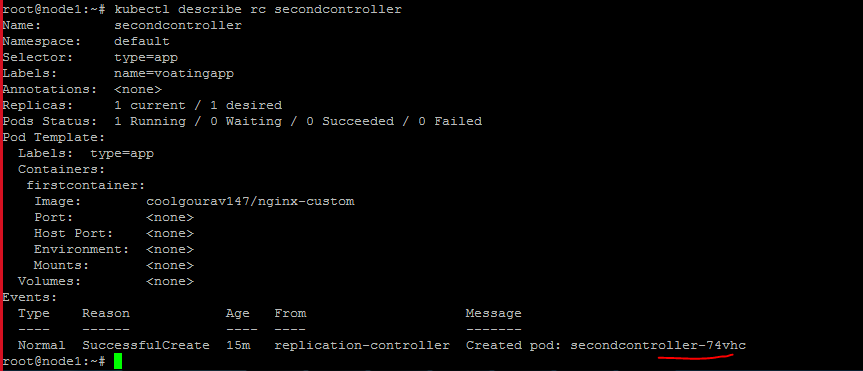 root@node1:~# kubectl describe rc secondcontroller
Name:         secondcontroller
Namespace:    default
Selector:     type=app
Labels:       name=voatingapp
Annotations:  <none>
Replicas:     1 current / 1 desired
Pods Status:  1 Running / 0 Waiting / 0 Succeeded / 0 Failed
Pod Template:
  Labels:  type=app
  Containers:
   firstcontainer:
    Image:        coolgourav147/nginx-custom
    Port:         <none>
    Host Port:    <none>
    Environment:  <none>
    Mounts:       <none>
  Volumes:        <none>
Events:
  Type    Reason            Age   From                    Message
  ----    ------            ----  ----                    -------
  Normal  SuccessfulCreate  15m   replication-controller  Created pod: secondcontroller-74vhc
root@node1:~#